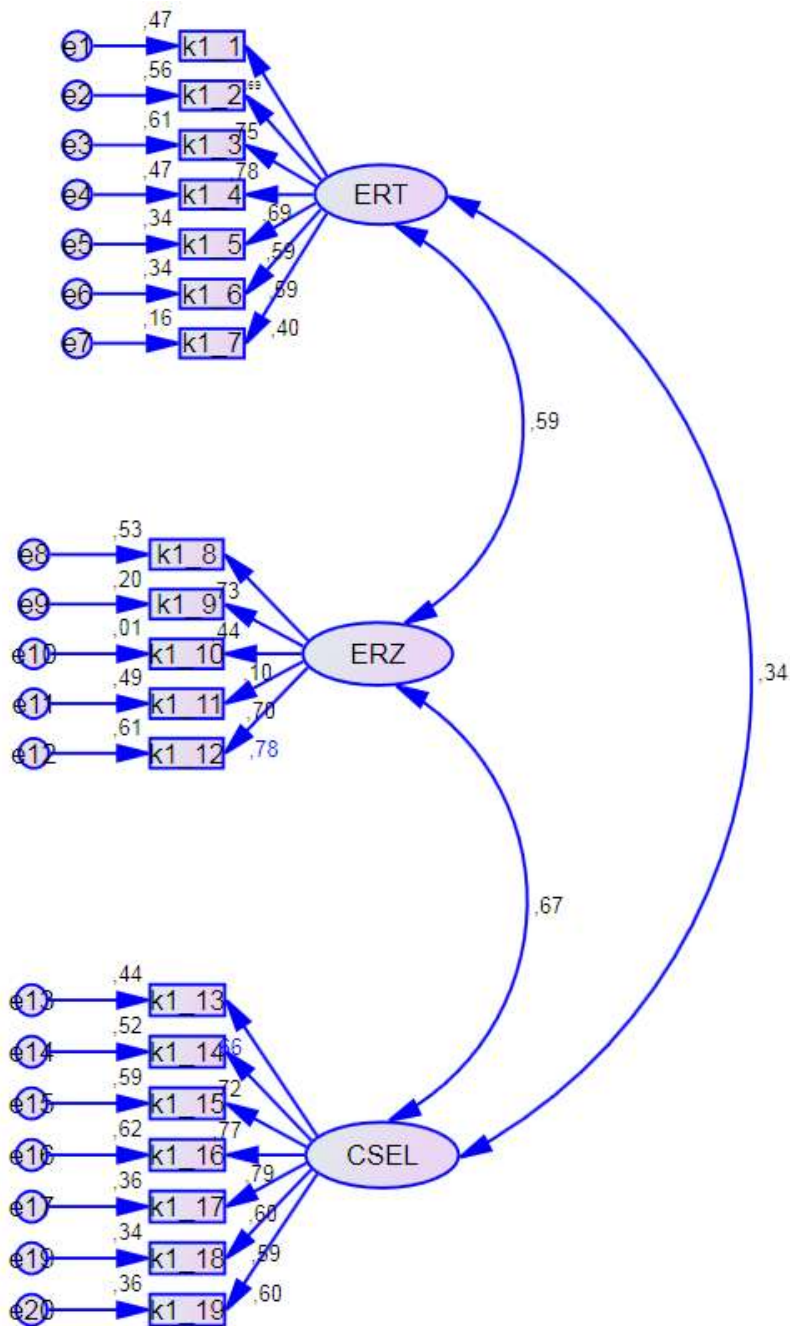 ,47
e1 k1_1
,56
e2 k1_2 ,69
,61
e3 k1_3 ,75
,47
e4 k1_4 ,78
ERT
,34
e5 k1_5 ,69
,34
e6 k1_6 ,59
,16
e7 k1_7 ,59
,40
,59
,53
e8 k1_8
,20
e9 k1_9 ,73
,01
e10 k1_10 ,44
ERZ
,34
,49
e11 k1_11 ,10
,61
,70
e12 k1_12 ,78
,67
,44
e13 k1_13
,52
e14 k1_14 ,66
,59
e15 k1_15 ,72
,62
e16 k1_16 ,77
CSEL
,36
,79
e17 k1_17
,60
,34
e19 k1_18 ,59
,36
,60
e20 k1_19